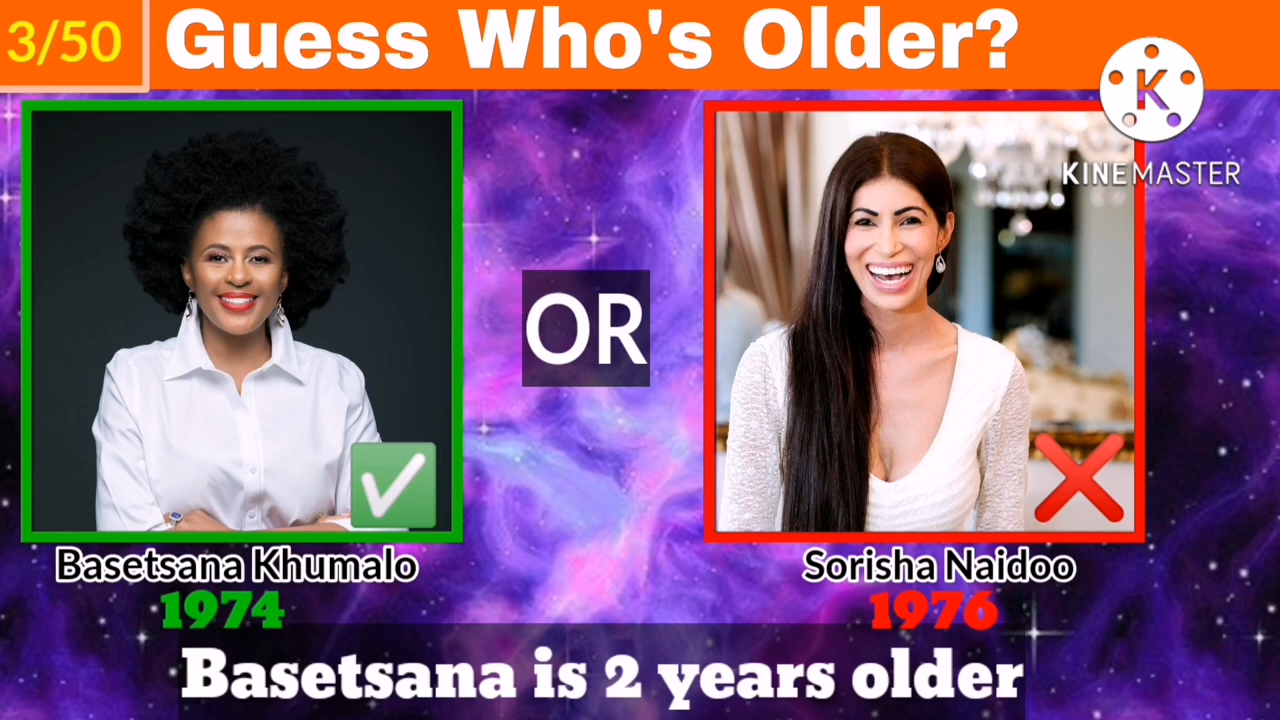 3/50
Guess Who's Older?
K
KINEMASTER
OR
Basetsana Khumalo
Sorisha Naidoo
1974
1976
Basetsana is 2 years older